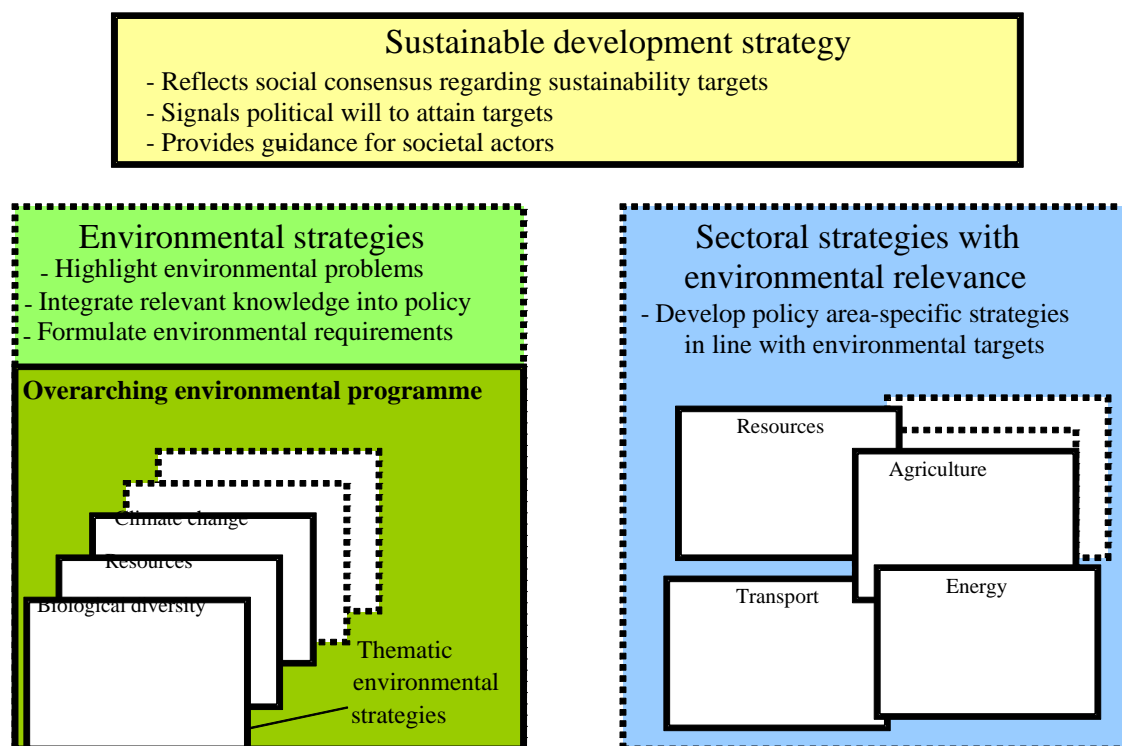 Sustainable development strategy
- Reflects social consensus regarding sustainability targets
- Signals political will to attain targets
- Provides guidance for societal actors
Environmental strategies
- Highlight environmental problems
- Integrate relevant knowledge into policy
- Formulate environmental requirements
Overarching environmental programme
Climate change
Resources
Biological diversity
Thematic
environmental
strategies
Sectoral strategies with
environmental relevance
- Develop policy area-specific strategies
in line with environmental targets
Resources
Agriculture
Transport
Energy